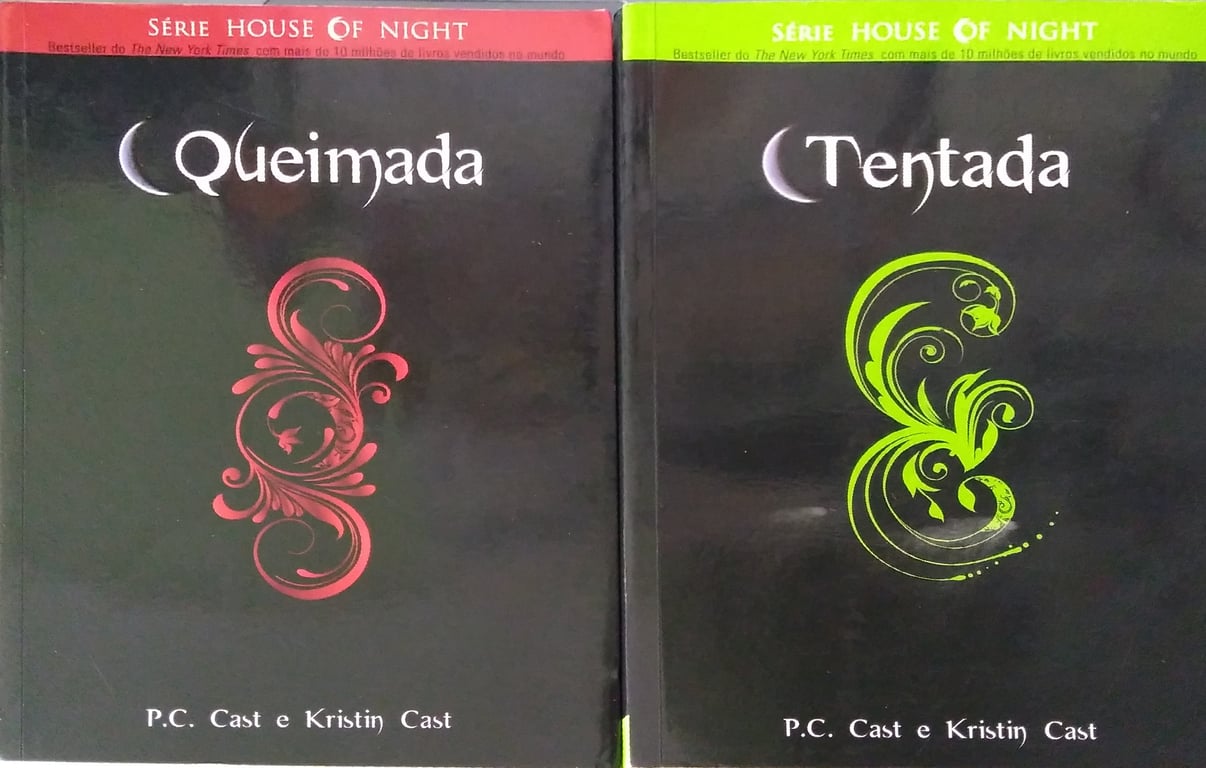 SÉRIE HOUSE OF NIGHT
Bestseller do The New York Times com mais de 10 milhões de livros vendidos no mundo
Queimada
P.C. Cast e Kristin Cast
SÉRIE HOUSE OF NIGHT
Bestseller do The New York Times com mais de 10 milhões de livros vendidos no mundo
Tentada
P.C. Cast e Kristin Cast